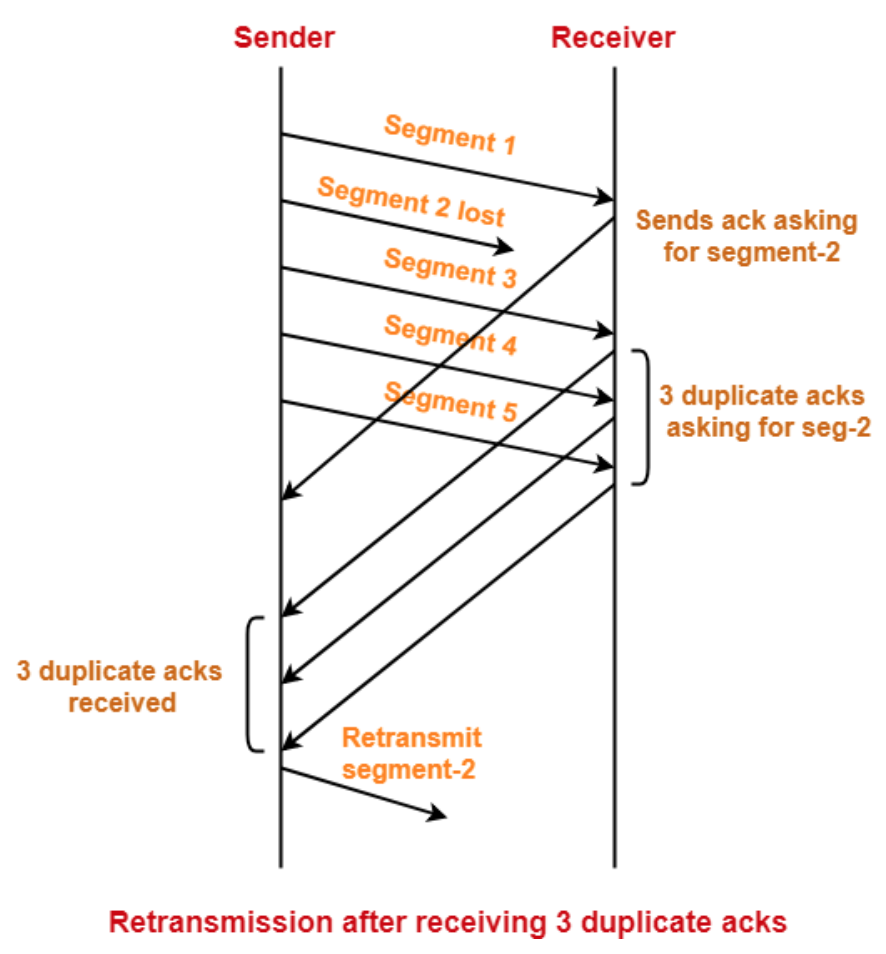 Sender
Receiver
Segment 1
Segment 2 lost
Sends ack asking
for segment-2
Segment 3
Segment 4
Segment 5
3 duplicate acks
asking for seg-2
3 duplicate acks
received
Retransmit
segment-2
Retransmission after receiving 3 duplicate acks